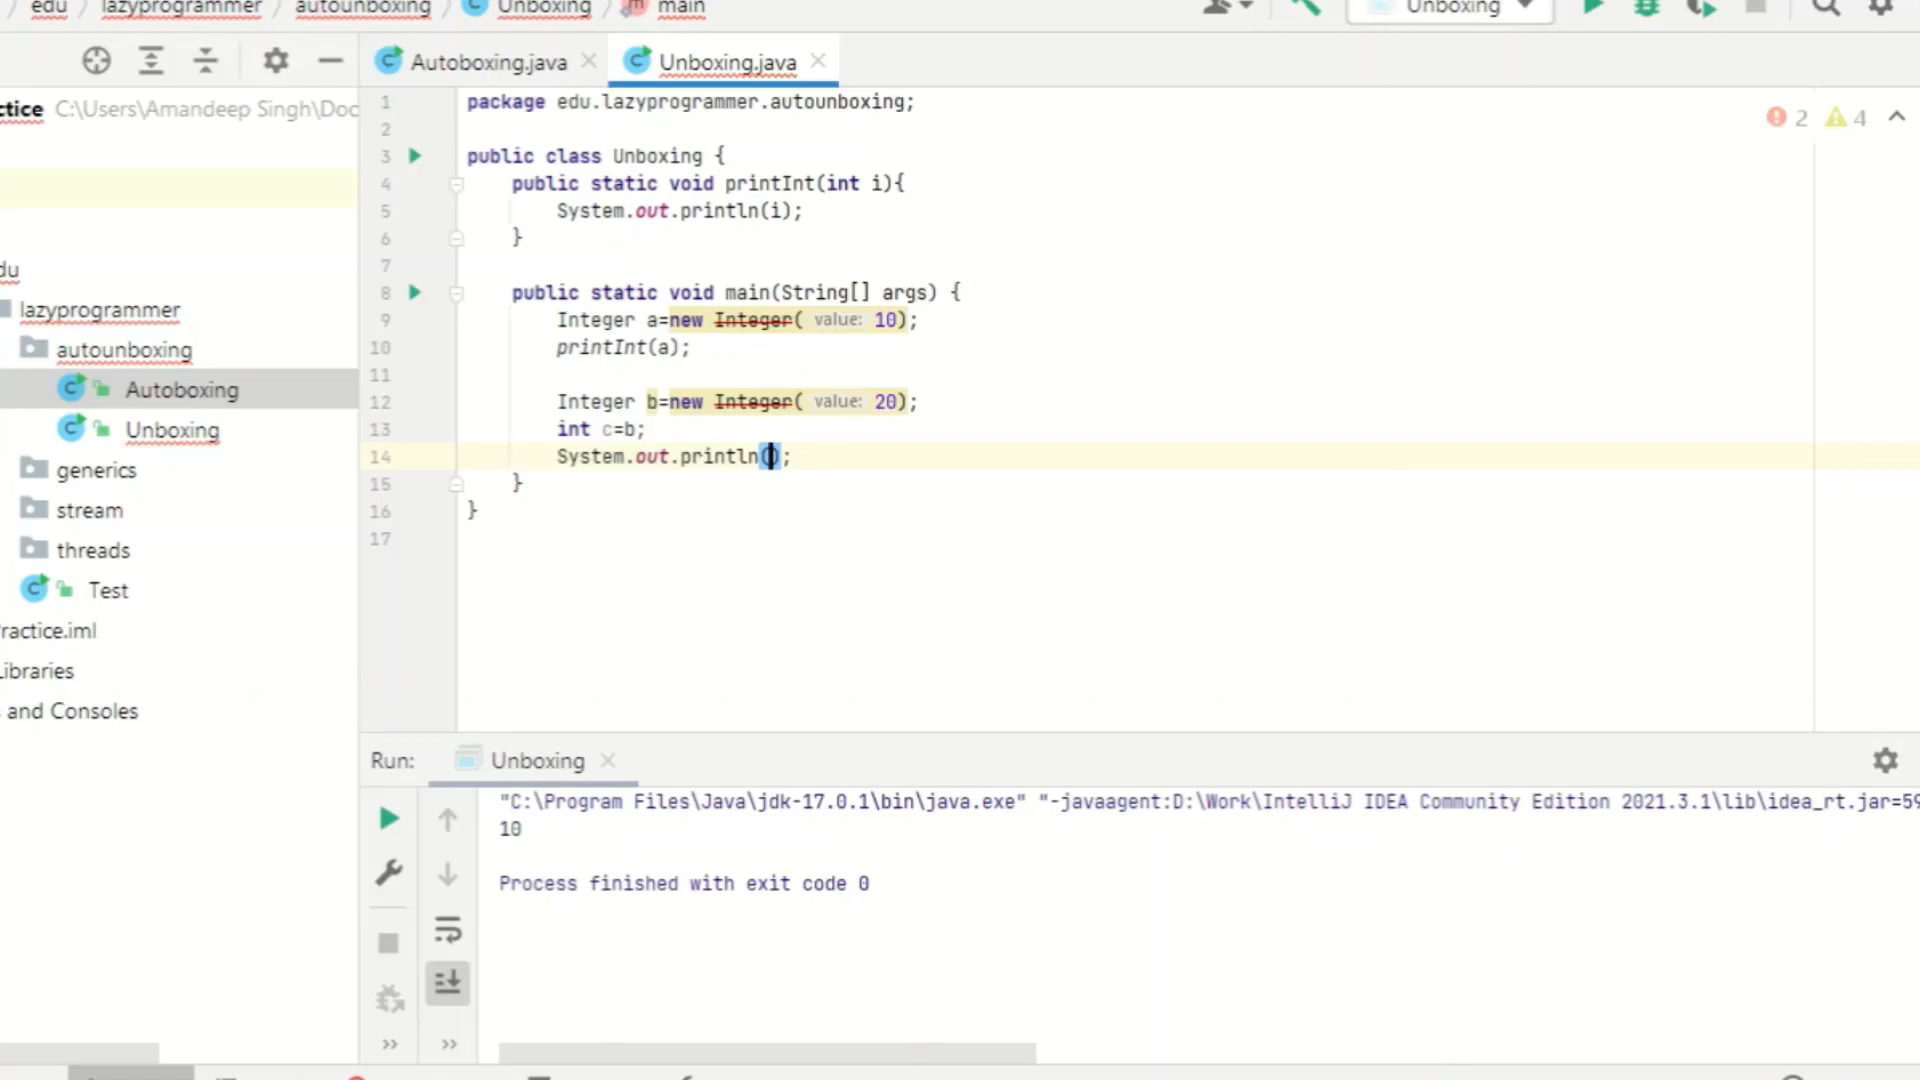 edu / lazyprogrammer / autounboxing / Unboxing / main
Unboxing
Autoboxing.java
Unboxing.java
ctice C:\Users\Amandeep Singh\Doc
lazyprogrammer
autounboxing
Autoboxing
Unboxing
generics
stream
threads
Test
ractice.iml
Libraries
and Consoles
2 4
1 package edu.lazyprogrammer.autounboxing;
2
3 public class Unboxing {
4 public static void printInt(int i){
5 System.out.println(i);
6 }
7
8 public static void main(String[] args) {
9 Integer a=new Integer( value: 10);
10 printInt(a);
11
12 Integer b=new Integer( value: 20);
13 int c=b;
14 System.out.println();
15 }
16 }
17
Run: Unboxing
"C:\Program Files\Java\jdk-17.0.1\bin\java.exe" "-javaagent:D:\Work\IntelliJ IDEA Community Edition 2021.3.1\lib\idea_rt.jar=59
10
Process finished with exit code 0